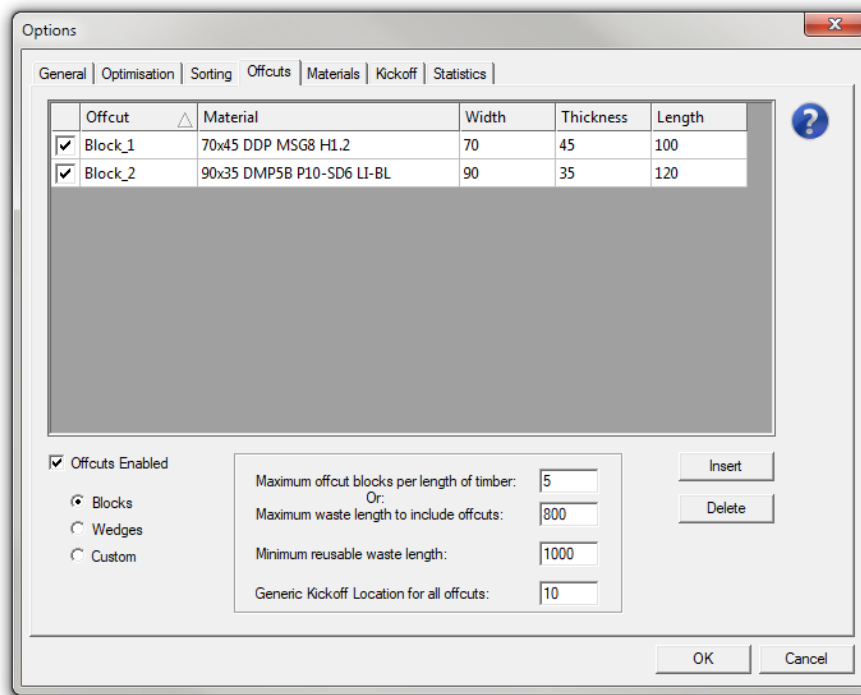 Options
General Optimisation Sorting Offcuts Materials Kickoff Statistics
Offcut Material Width Thickness Length
Block_1 70x45 DDP MSG8 H1.2 70 45 100
Block_2 90x35 DMP5B P10-SD6 LI-BL 90 35 120
?
Offcuts Enabled
Blocks
Wedges
Custom
Maximum offcut blocks per length of timber: 5
Or:
Maximum waste length to include offcuts: 800
Minimum reusable waste length: 1000
Generic Kickoff Location for all offcuts: 10
Insert
Delete
OK Cancel